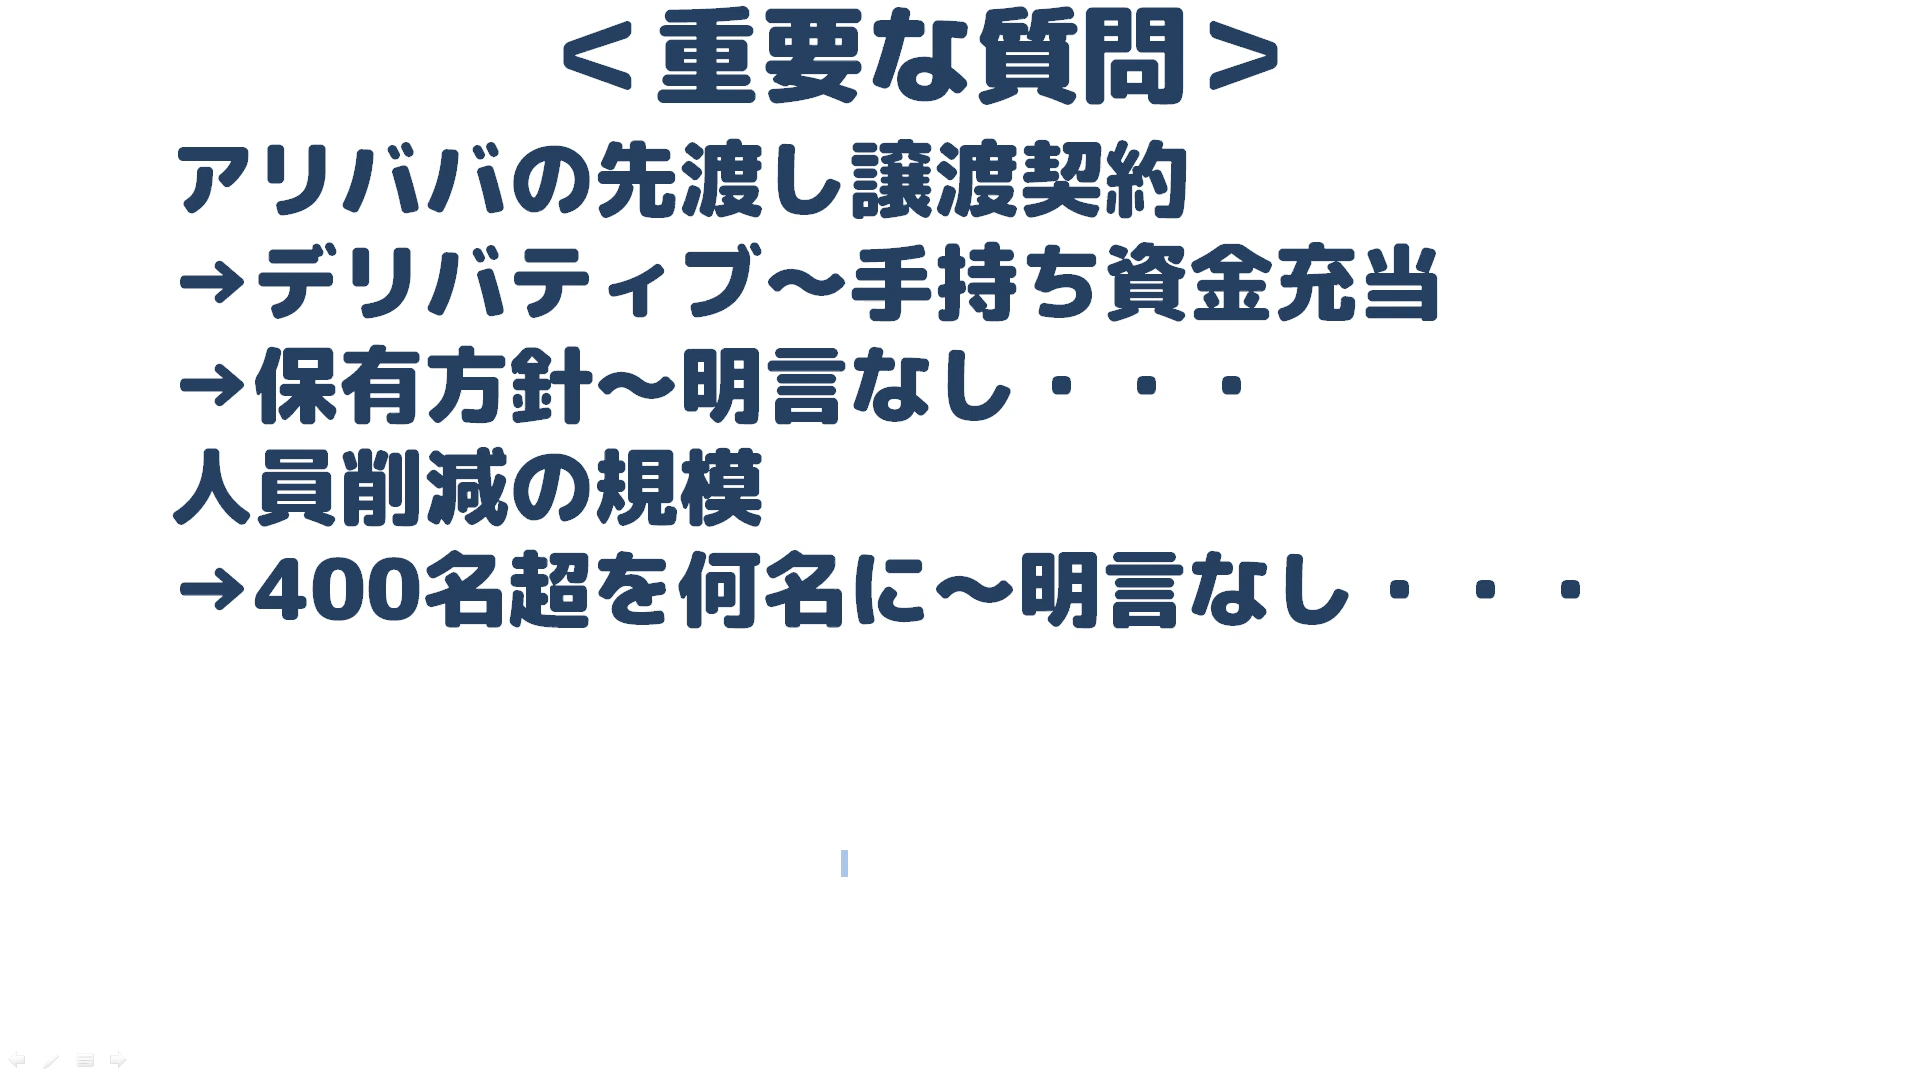 ＜重要な質問＞
アリババの先渡し譲渡契約
→デリバティブ～手持ち資金充当
→保有方針～明言なし・・・
人員削減の規模
→400名超を何名に～明言なし・・・